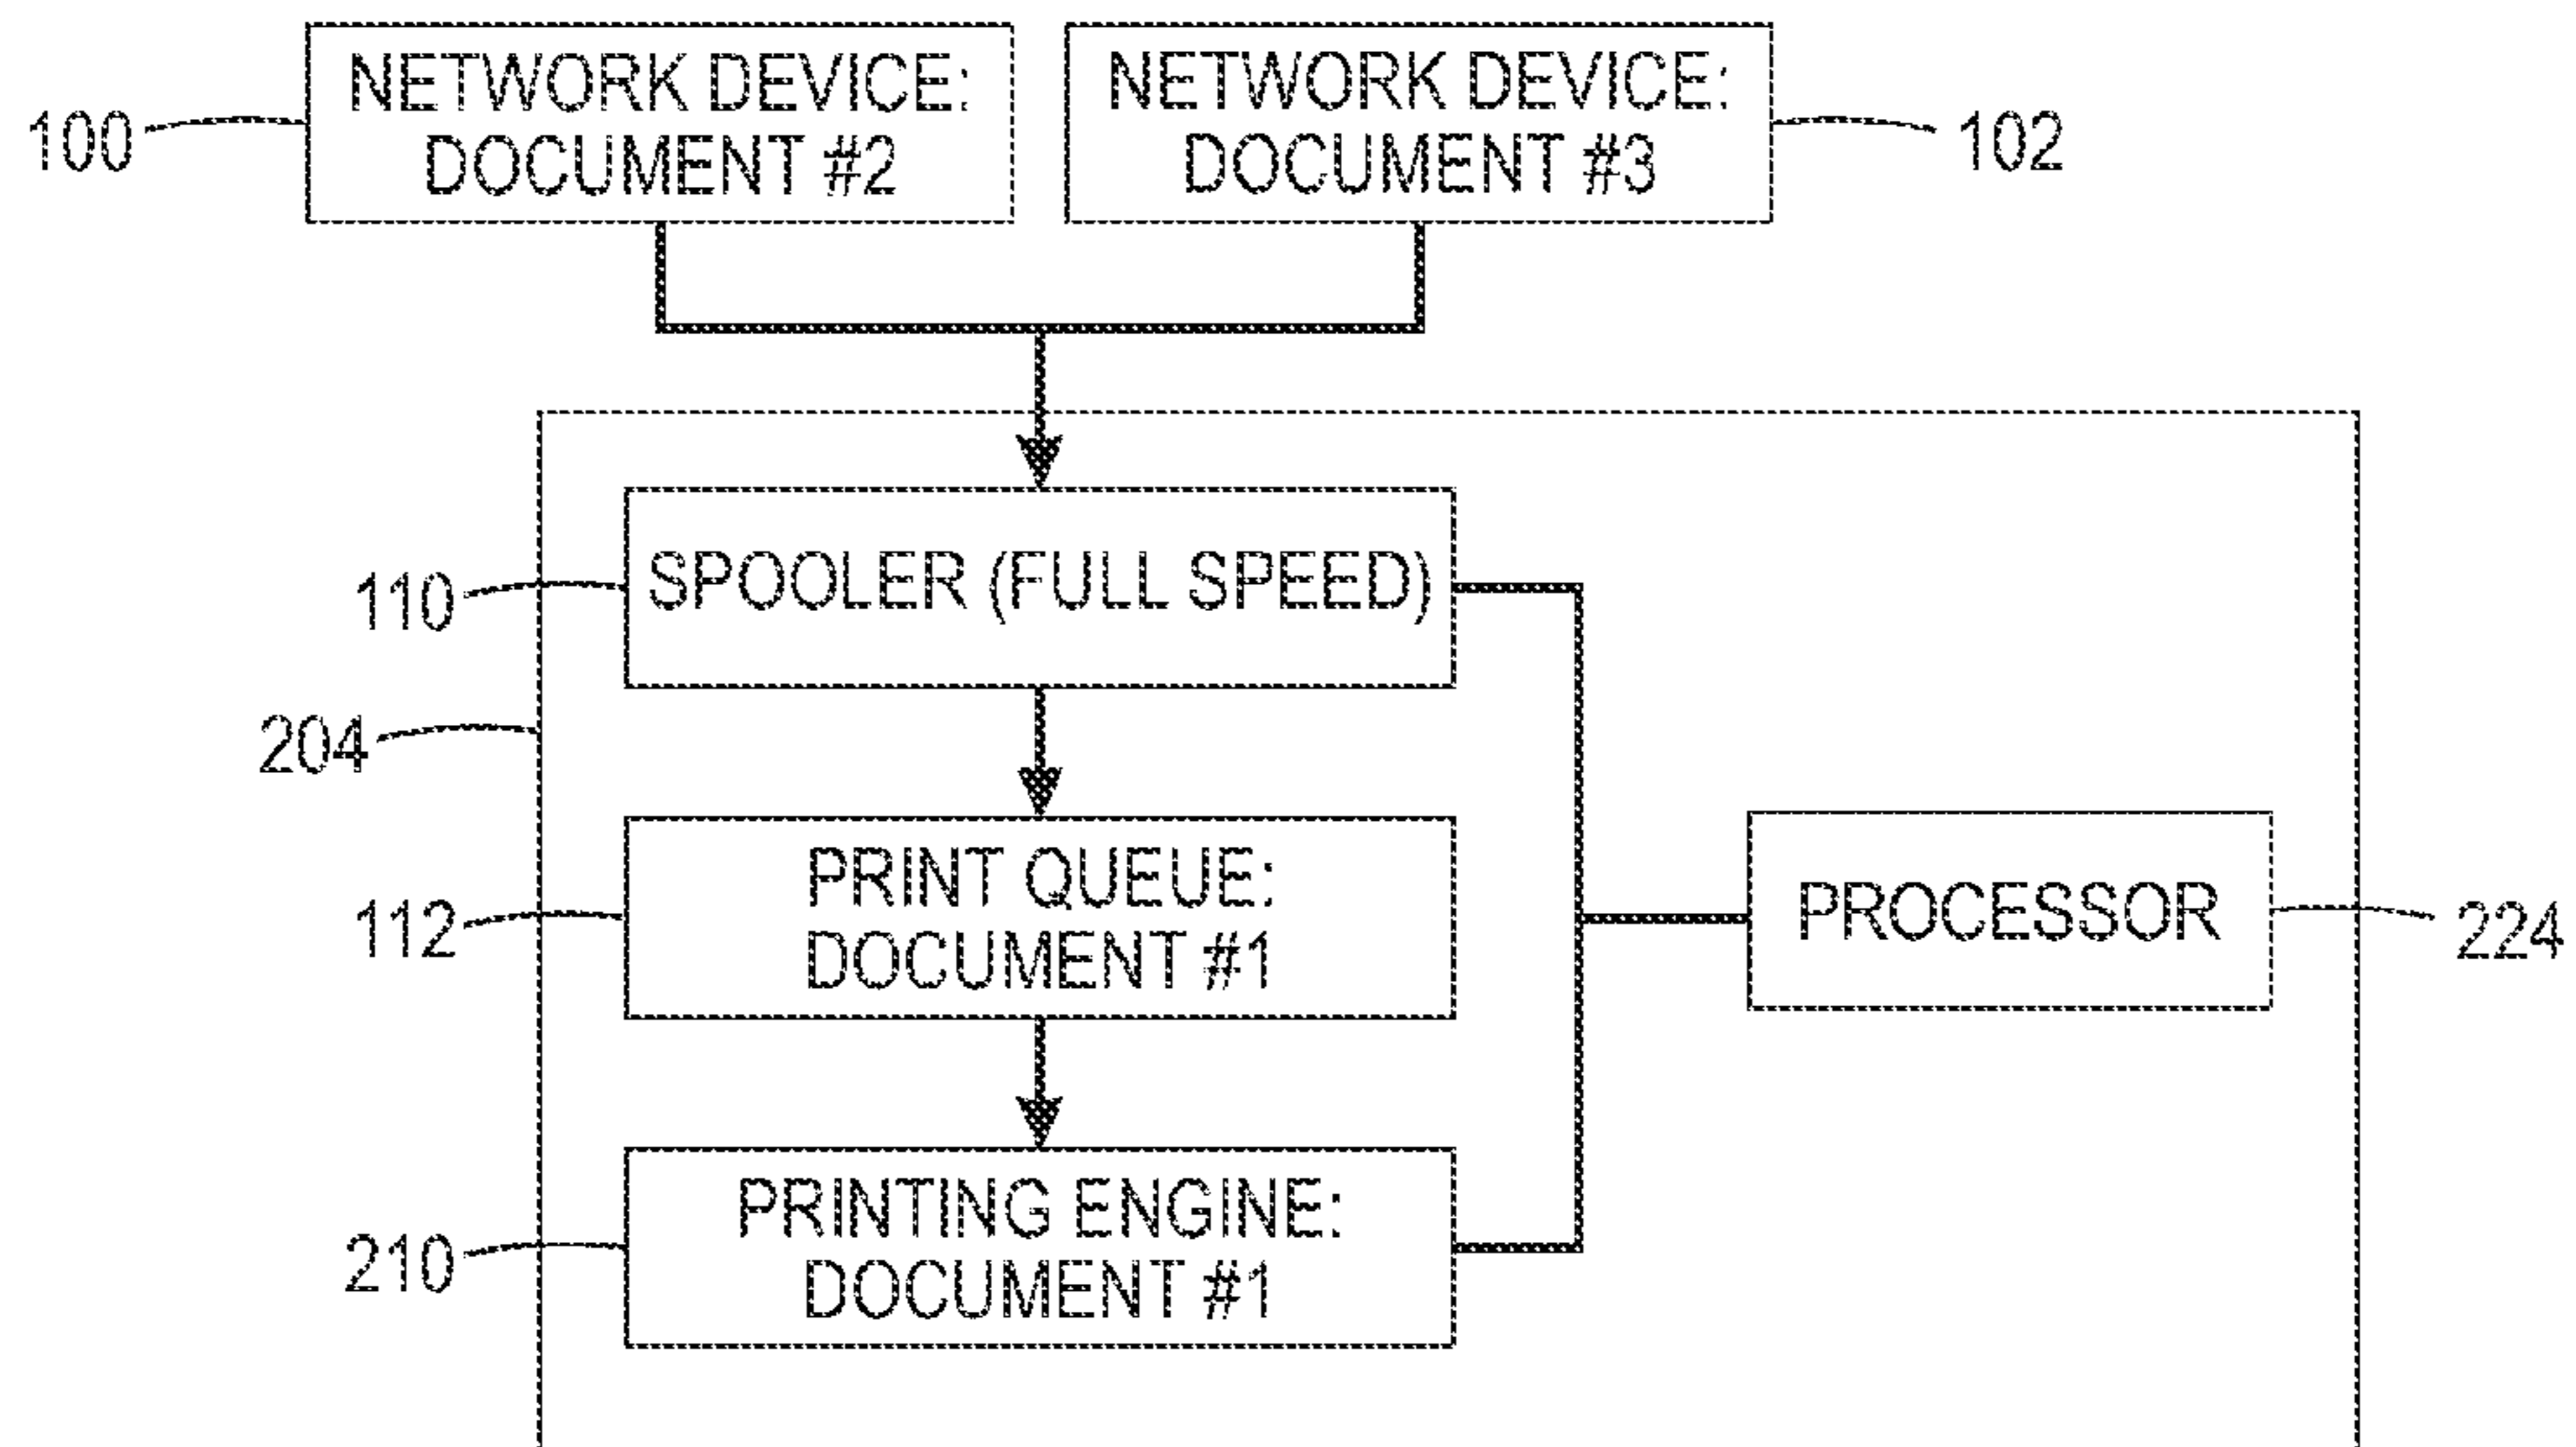 NETWORK DEVICE:
DOCUMENT #2
100
NETWORK DEVICE:
DOCUMENT #3
102
SPOOLER (FULL SPEED)
110
204
PRINT QUEUE:
DOCUMENT #1
112
PROCESSOR
224
PRINTING ENGINE:
DOCUMENT #1
210